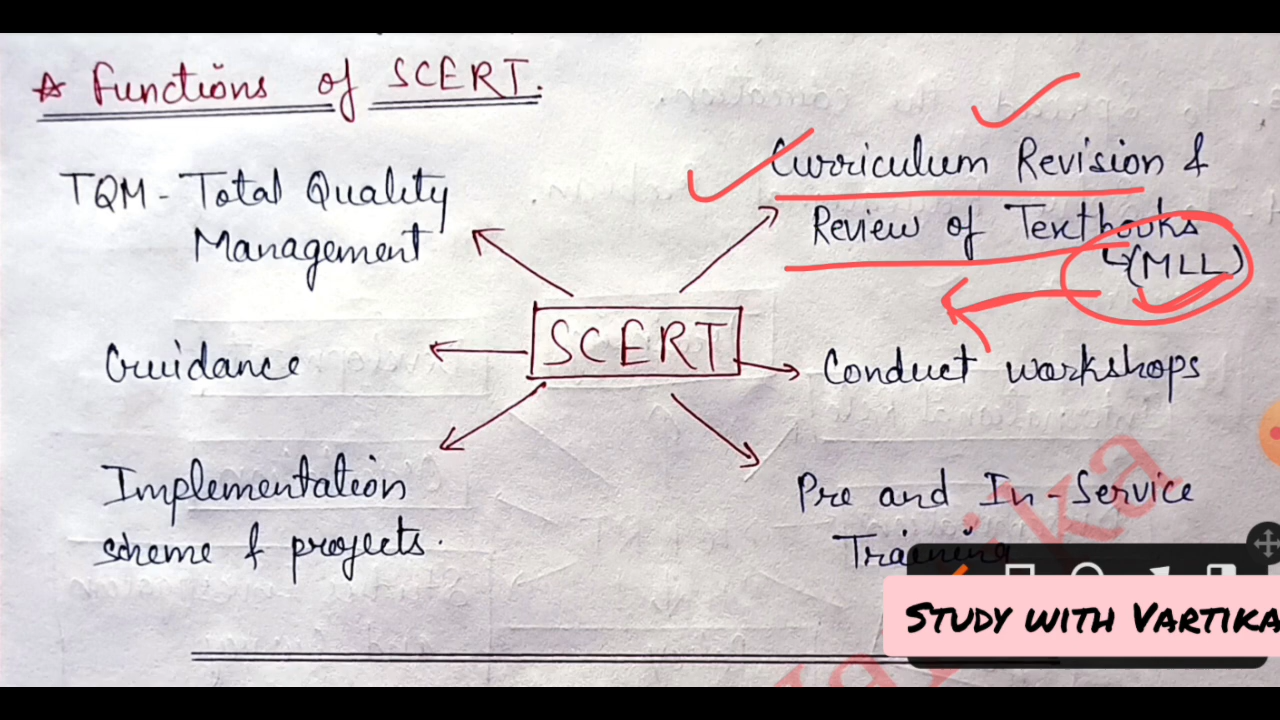 ☆ Functions of SCERT.
TQM - Total Quality
Management
Curriculum Revision &
Review of Textbooks
↳(MLL)
Guidance
SCERT
Conduct workshops
Implementation
scheme & projects.
Pre and In-Service
Training
STUDY WITH VARTIKA